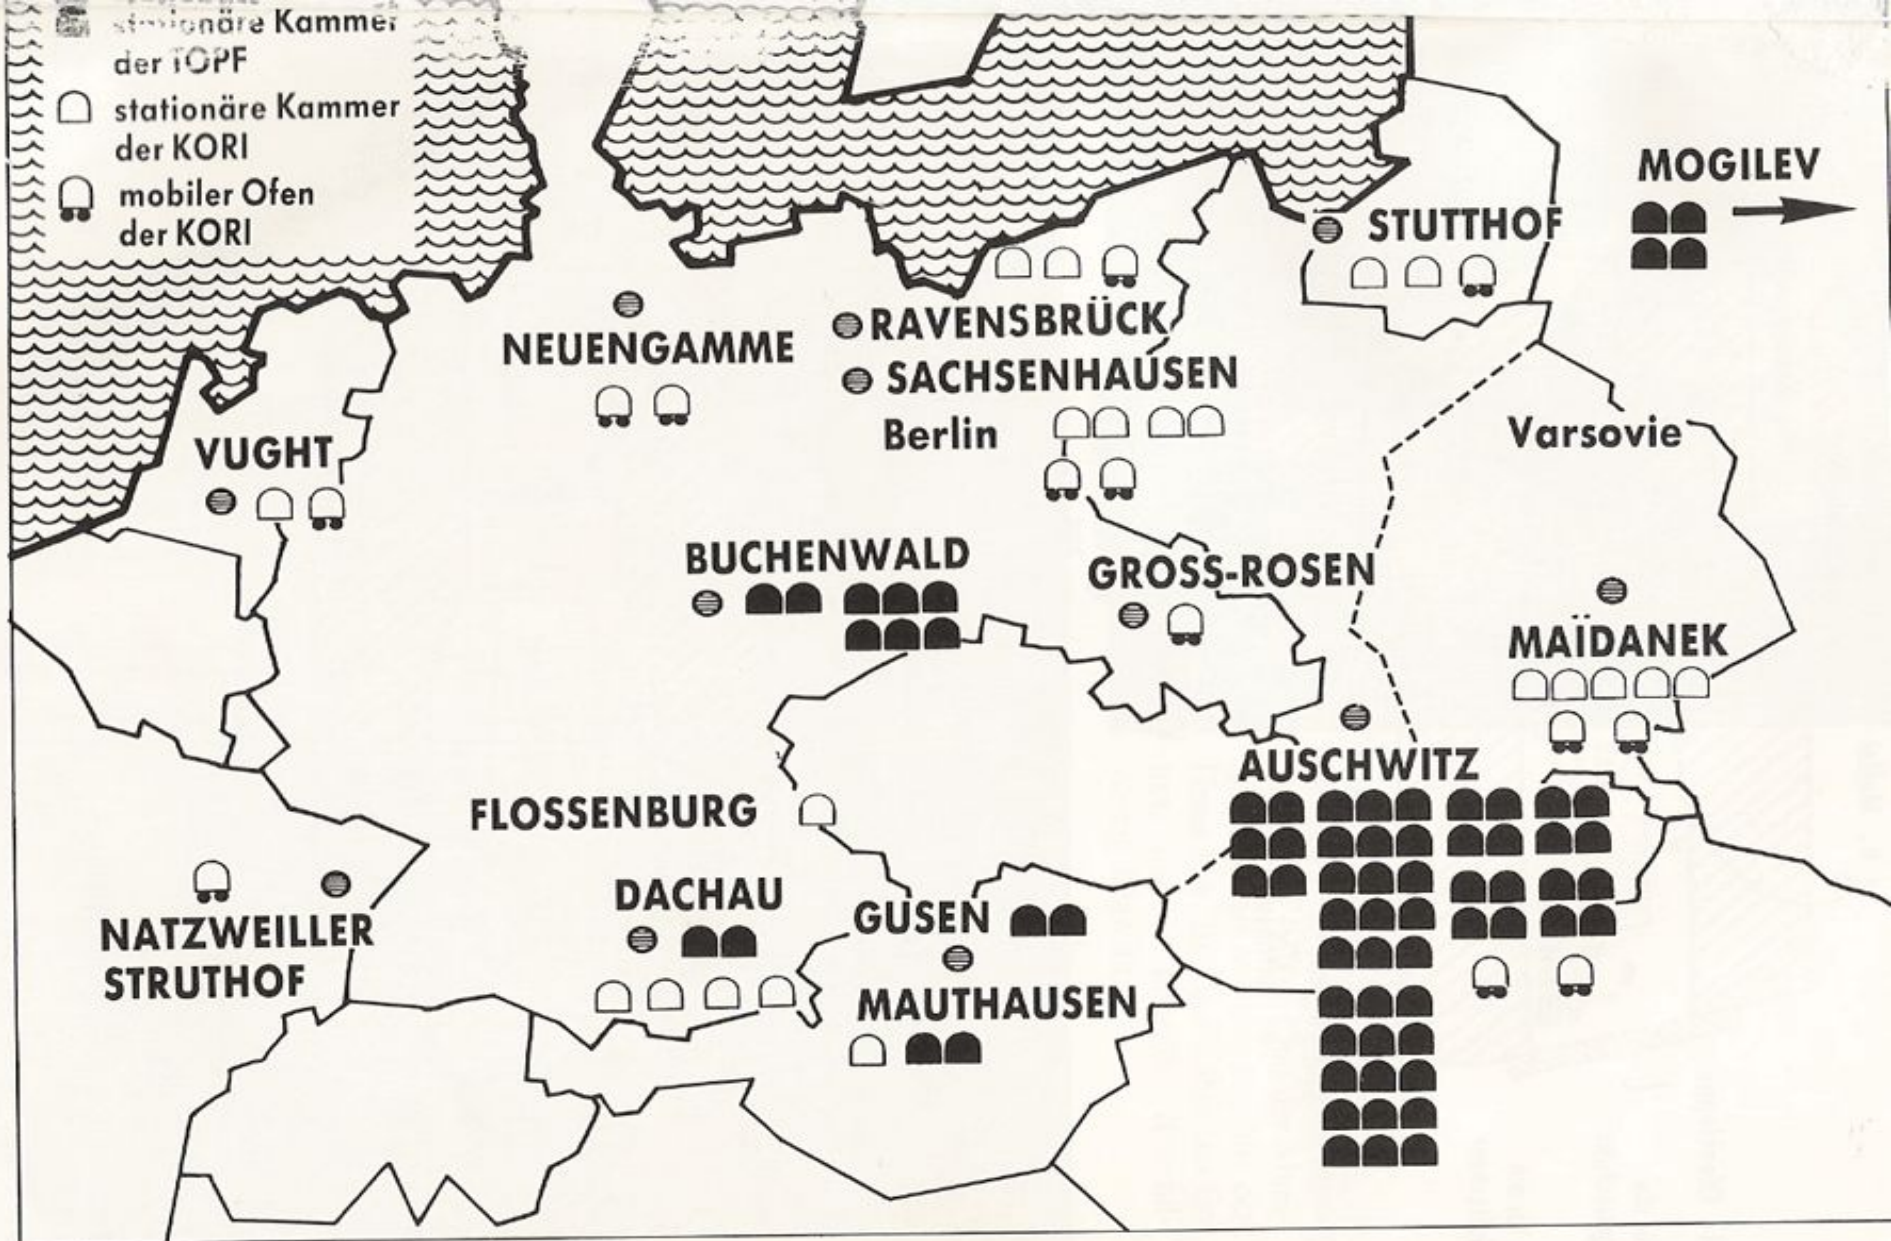 stationäre Kammer
der TOPF
stationäre Kammer
der KORI
mobiler Ofen
der KORI
MOGILEV
STUTTHOF
RAVENSBRÜCK
NEUENGAMME
SACHSENHAUSEN
Berlin
Varsovie
VUGHT
BUCHENWALD
GROSS-ROSEN
MAÏDANEK
AUSCHWITZ
FLOSSENBURG
DACHAU
GUSEN
NATZWEILLER
STRUTHOF
MAUTHAUSEN